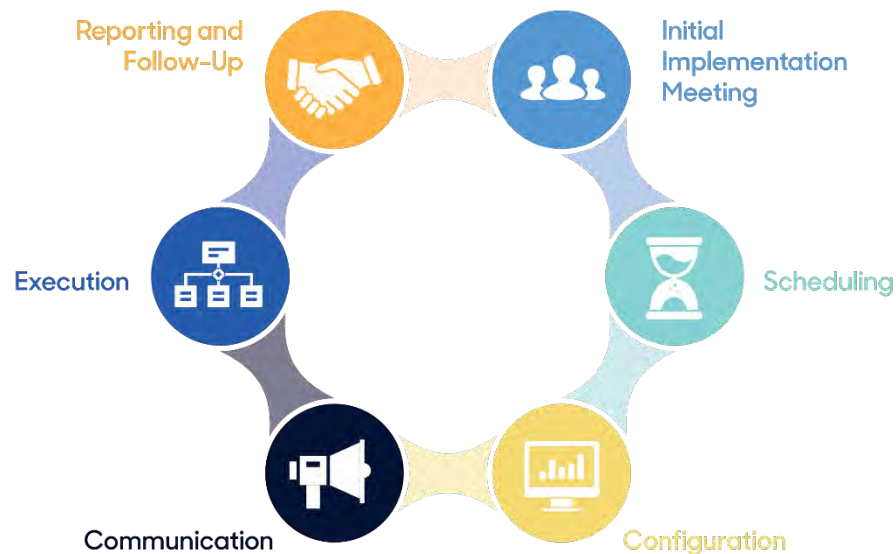 Reporting and
Follow-Up
Initial
Implementation
Meeting
Execution
Scheduling
Communication
Configuration